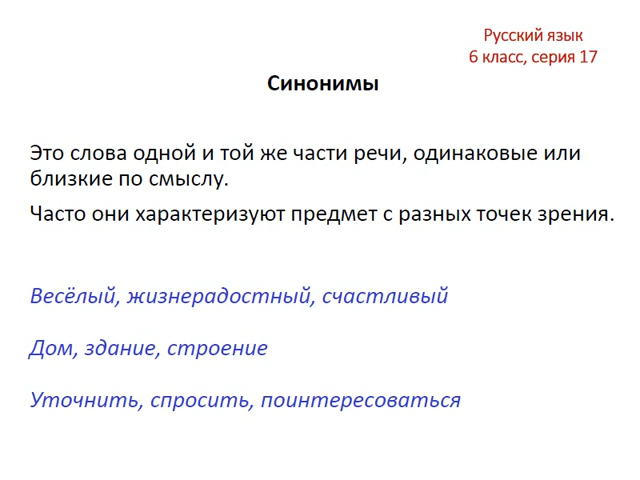 Русский язык
6 класс, серия 17
Синонимы
Это слова одной и той же части речи, одинаковые или
близкие по смыслу.
Часто они характеризуют предмет с разных точек зрения.
Весёлый, жизнерадостный, счастливый
Дом, здание, строение
Уточнить, спросить, поинтересоваться